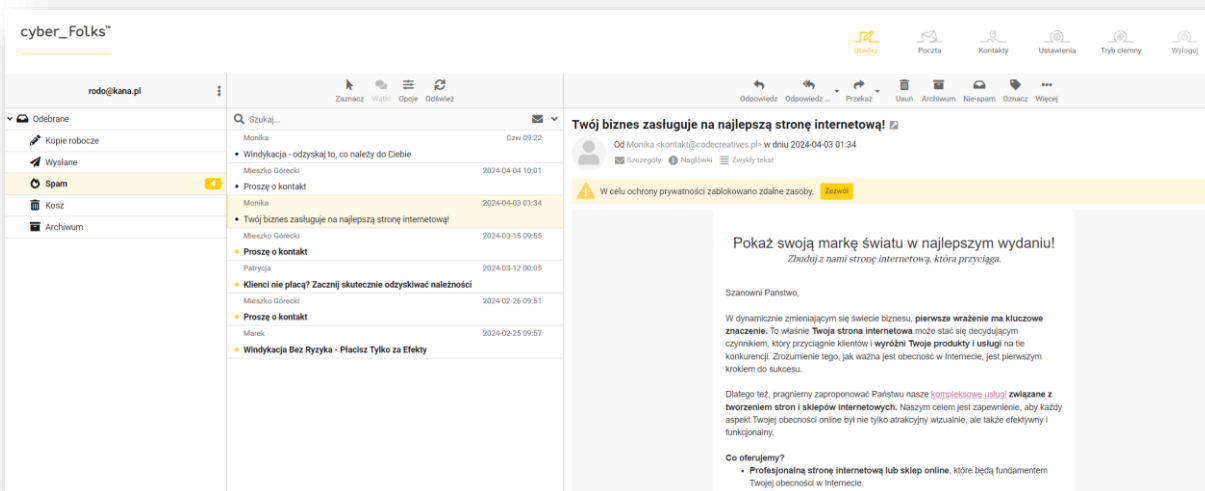 cyber_Folks™
Utwórz
Poczta
Kontakty
Ustawienia
Tryb ciemny
Wyloguj
rodo@kana.pl
Zaznacz
Wątki
Opcje
Odśwież
Odpowiedz
Odpowiedz ...
Przekaż
Usuń
Archiwum
Nie-spam
Oznacz
Więcej
Odebrane
Kopie robocze
Wysłane
Spam 4
Kosz
Archiwum
Szukaj...
Monika Czw 09:22
• Windykacja - odzyskaj to, co należy do Ciebie
Mieszko Górecki 2024-04-04 10:01
• Proszę o kontakt
Monika 2024-04-03 01:34
• Twój biznes zasługuje na najlepszą stronę internetową!
Mieszko Górecki 2024-03-15 09:55
• Proszę o kontakt
Patrycja 2024-03-12 00:05
• Klienci nie płacą? Zacznij skutecznie odzyskiwać należności
Mieszko Górecki 2024-02-26 09:51
• Proszę o kontakt
Marek 2024-02-25 09:57
• Windykacja Bez Ryzyka - Płacisz Tylko za Efekty
Twój biznes zasługuje na najlepszą stronę internetową!
Od Monika <kontakt@codecreatives.pl> w dniu 2024-04-03 01:34
Szczegóły Nagłówki Zwykły tekst
W celu ochrony prywatności zablokowano zdalne zasoby. Zezwól
Pokaż swoją markę światu w najlepszym wydaniu!
Zbuduj z nami stronę internetową, która przyciąga.
Szanowni Państwo,
W dynamicznie zmieniającym się świecie biznesu, pierwsze wrażenie ma kluczowe
znaczenie. To właśnie Twoja strona internetowa może stać się decydującym
czynnikiem, który przyciągnie klientów i wyróżni Twoje produkty i usługi na tle
konkurencji. Zrozumienie tego, jak ważna jest obecność w Internecie, jest pierwszym
krokiem do sukcesu.
Dlatego też, pragniemy zaproponować Państwu nasze kompleksowe usługi związane z
tworzeniem stron i sklepów internetowych. Naszym celem jest zapewnienie, aby każdy
aspekt Twojej obecności online był nie tylko atrakcyjny wizualnie, ale także efektywny i
funkcjonalny.
Co oferujemy?
• Profesjonalną stronę internetową lub sklep online, które będą fundamentem
Twojej obecności w Internecie.